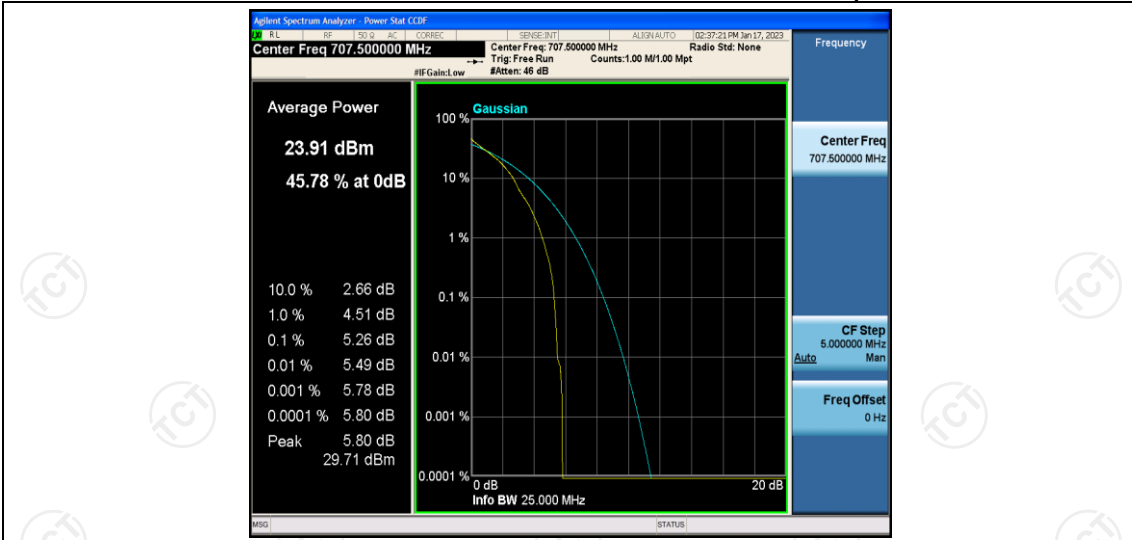 Agilent Spectrum Analyzer - Power Stat CCDF
LXI RL RF 50 Ω AC CORREC SENSE:INT ALIGN AUTO 02:37:21 PM Jan 17, 2023
Center Freq 707.500000 MHz
Center Freq: 707.500000 MHz Radio Std: None
Trig: Free Run Counts:1.00 M/1.00 Mpt
#IFGain:Low #Atten: 46 dB
Frequency
Average Power
23.91 dBm
45.78 % at 0dB
10.0 % 2.66 dB
1.0 % 4.51 dB
0.1 % 5.26 dB
0.01 % 5.49 dB
0.001 % 5.78 dB
0.0001 % 5.80 dB
Peak 5.80 dB
29.71 dBm
Gaussian
100 %
10 %
1 %
0.1 %
0.01 %
0.001 %
0.0001 %
0 dB 20 dB
Info BW 25.000 MHz
Center Freq
707.500000 MHz
CF Step
5.000000 MHz
Auto Man
Freq Offset
0 Hz
MSG STATUS
TCT
TCT
TCT
TCT